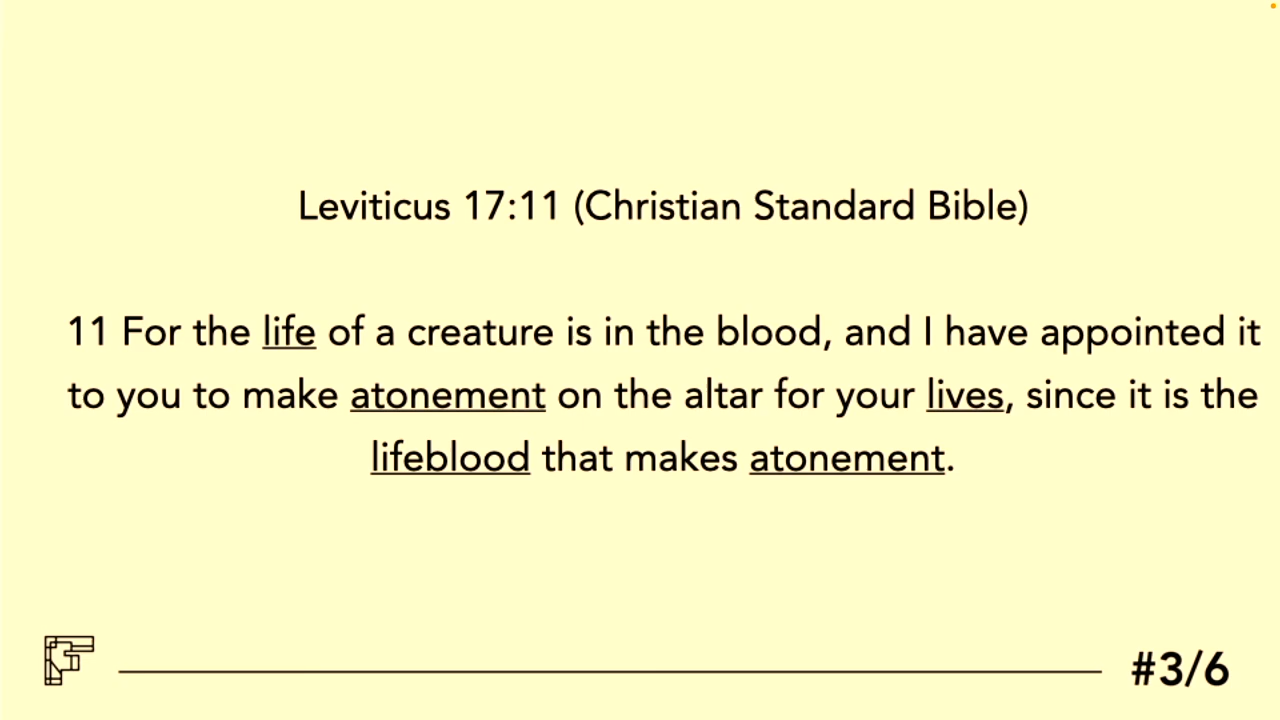 Leviticus 17:11 (Christian Standard Bible)
11 For the life of a creature is in the blood, and I have appointed it
to you to make atonement on the altar for your lives, since it is the
lifeblood that makes atonement.
#3/6